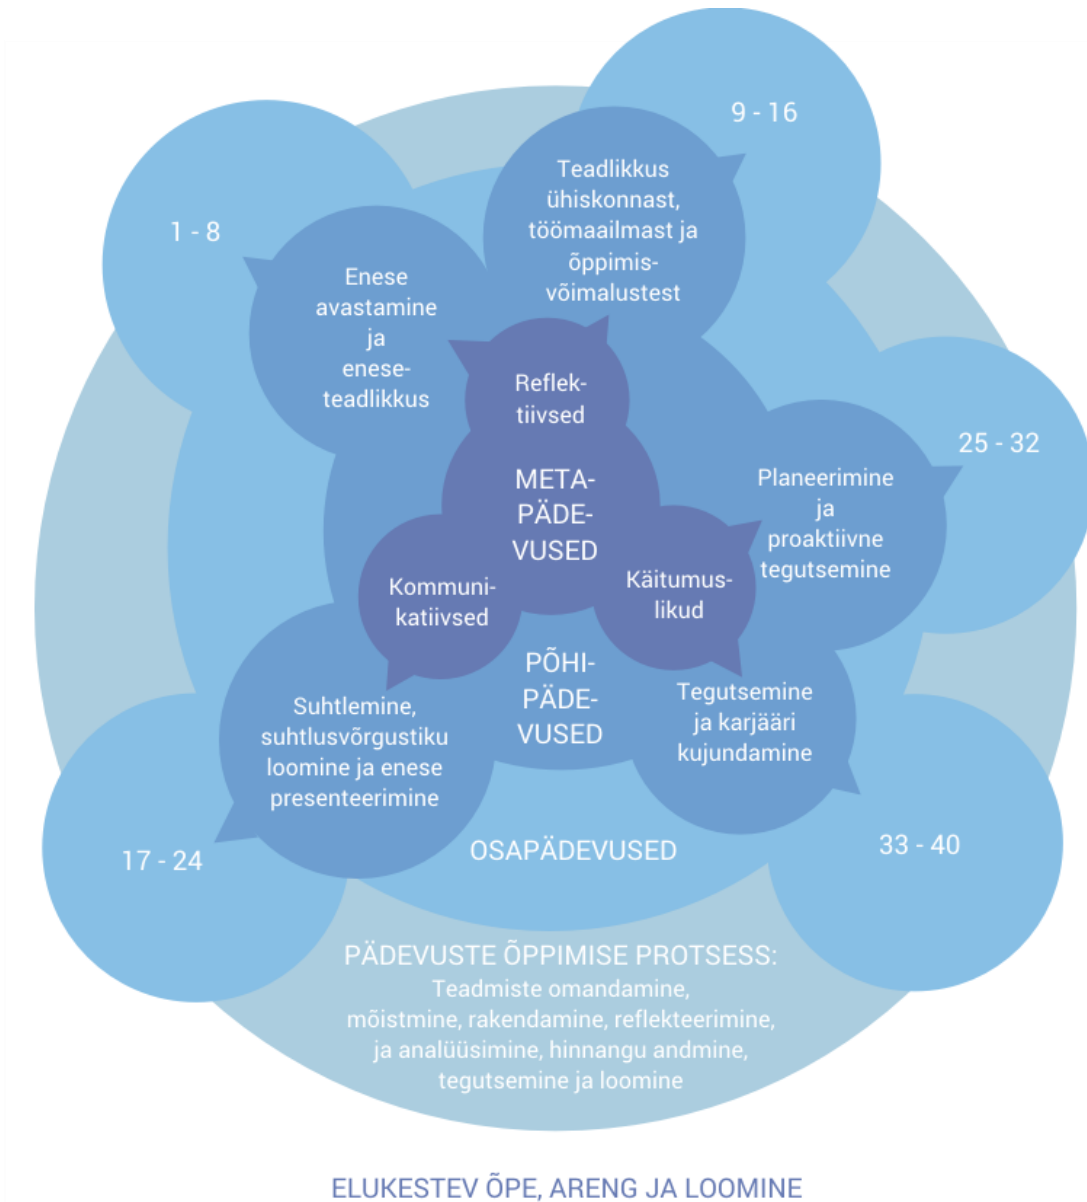 9 - 16
Teadlikkus
ühiskonnast,
töömaailmast ja
õppimis-
võimalustest
1 - 8
Enese
avastamine
ja
enese-
teadlikkus
Reflek-
tiivsed
META-
PÄDE-
VUSED
25 - 32
Planeerimine
ja
proaktiivne
tegutsemine
Kommuni-
katiivsed
Käitumus-
likud
PÕHI-
PÄDE-
VUSED
Tegutsemine
ja karjääri
kujundamine
Suhtlemine,
suhtlusvõrgustiku
loomine ja enese
presenteerimine
17 - 24
OSAPÄDEVUSED
33 - 40
PÄDEVUSTE ÕPPIMISE PROTSESS:
Teadmiste omandamine,
mõistmine, rakendamine, reflekteerimine,
ja analüüsimine, hinnangu andmine,
tegutsemine ja loomine
ELUKESTEV ÕPE, ARENG JA LOOMINE